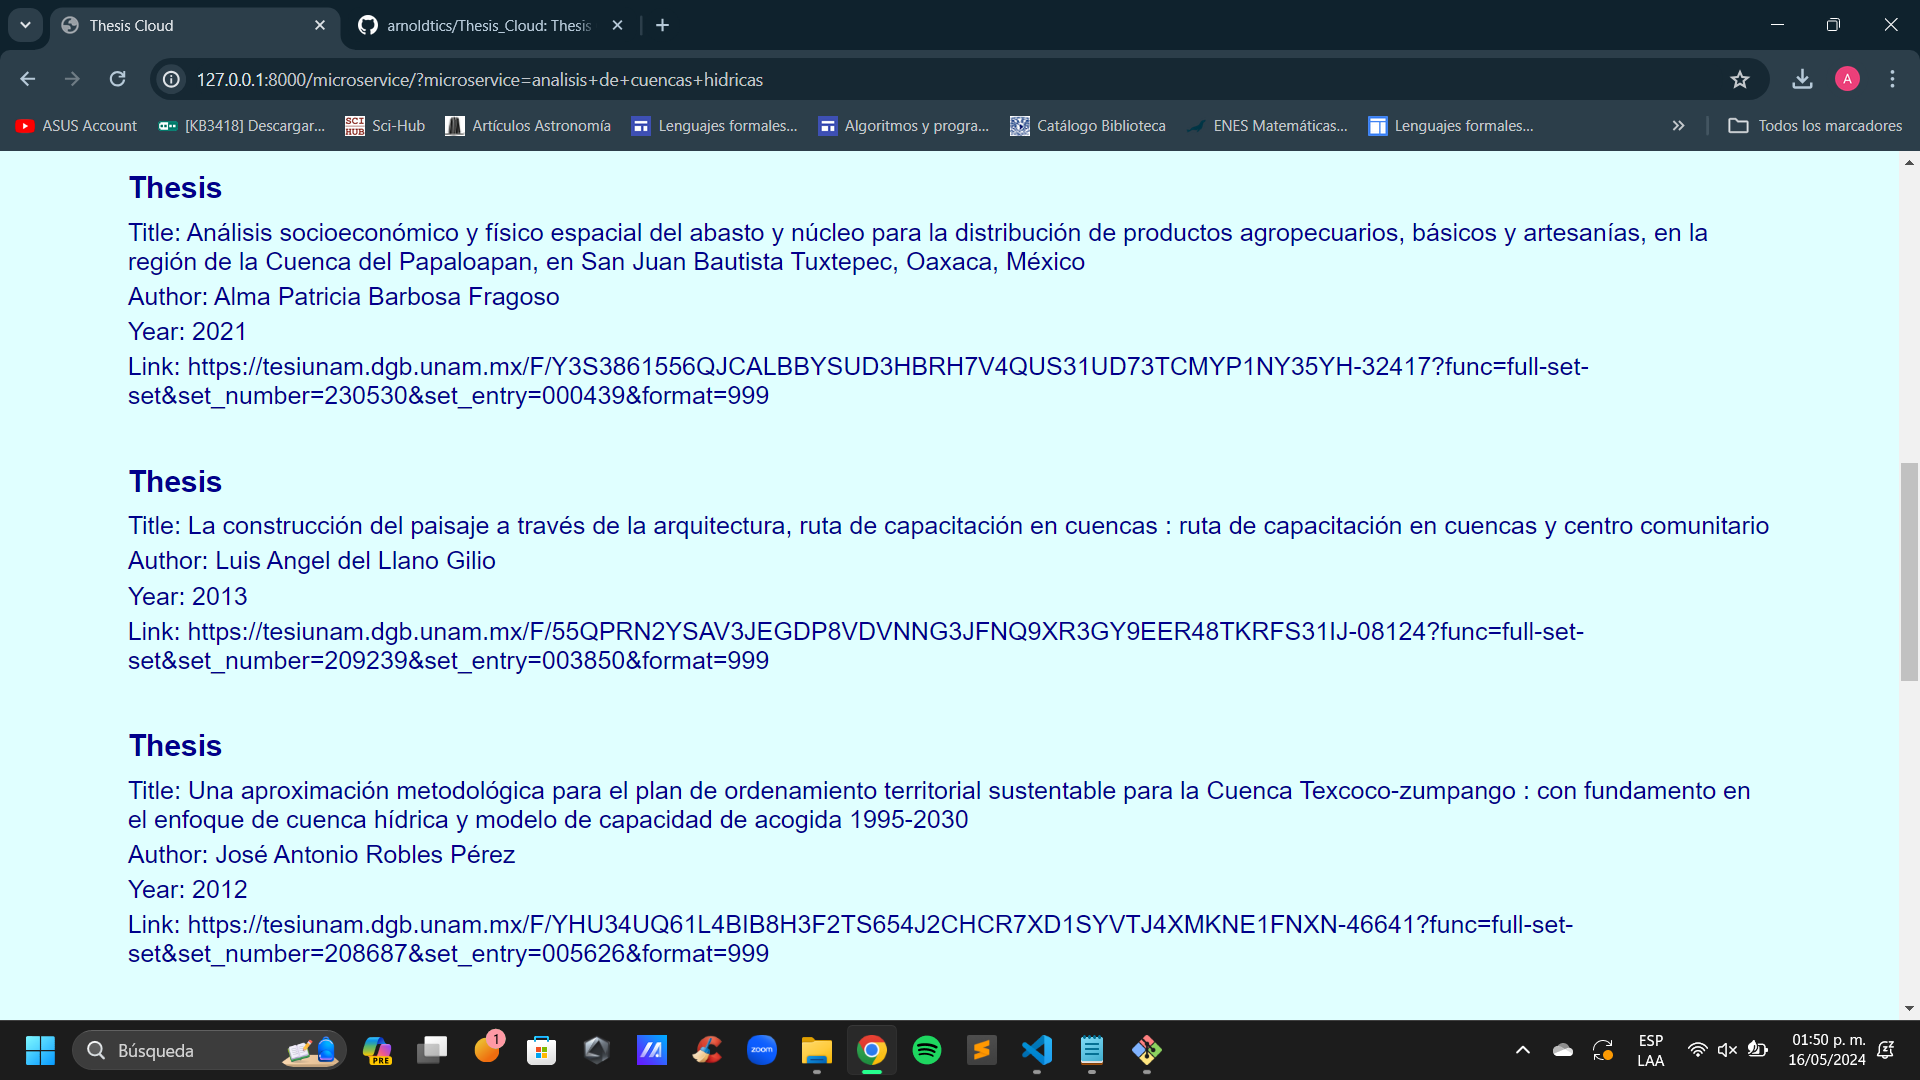 Thesis Cloud
arnoldtics/Thesis_Cloud: Thesis
127.0.0.1:8000/microservice/?microservice=analisis+de+cuencas+hidricas
A
ASUS Account
[KB3418] Descargar...
SCI HUB
Sci-Hub
Artículos Astronomía
Lenguajes formales...
Algoritmos y progra...
Catálogo Biblioteca
ENES Matemáticas...
Lenguajes formales...
Todos los marcadores
Thesis
Title: Análisis socioeconómico y físico espacial del abasto y núcleo para la distribución de productos agropecuarios, básicos y artesanías, en la
región de la Cuenca del Papaloapan, en San Juan Bautista Tuxtepec, Oaxaca, México
Author: Alma Patricia Barbosa Fragoso
Year: 2021
Link: https://tesiunam.dgb.unam.mx/F/Y3S3861556QJCALBBYSUD3HBRH7V4QUS31UD73TCMYP1NY35YH-32417?func=full-set-
set&set_number=230530&set_entry=000439&format=999
Thesis
Title: La construcción del paisaje a través de la arquitectura, ruta de capacitación en cuencas : ruta de capacitación en cuencas y centro comunitario
Author: Luis Angel del Llano Gilio
Year: 2013
Link: https://tesiunam.dgb.unam.mx/F/55QPRN2YSAV3JEGDP8VDVNNG3JFNQ9XR3GY9EER48TKRFS31IJ-08124?func=full-set-
set&set_number=209239&set_entry=003850&format=999
Thesis
Title: Una aproximación metodológica para el plan de ordenamiento territorial sustentable para la Cuenca Texcoco-zumpango : con fundamento en
el enfoque de cuenca hídrica y modelo de capacidad de acogida 1995-2030
Author: José Antonio Robles Pérez
Year: 2012
Link: https://tesiunam.dgb.unam.mx/F/YHU34UQ61L4BIB8H3F2TS654J2CHCR7XD1SYVTJ4XMKNE1FNXN-46641?func=full-set-
set&set_number=208687&set_entry=005626&format=999
Búsqueda
PRE
1
zoom
ESP
LAA
01:50 p. m.
16/05/2024